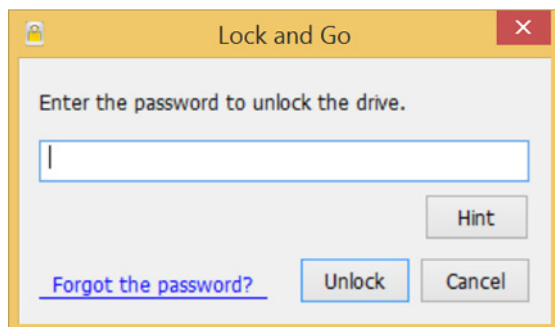 Lock and Go
Enter the password to unlock the drive.
Hint
Forgot the password? Unlock Cancel